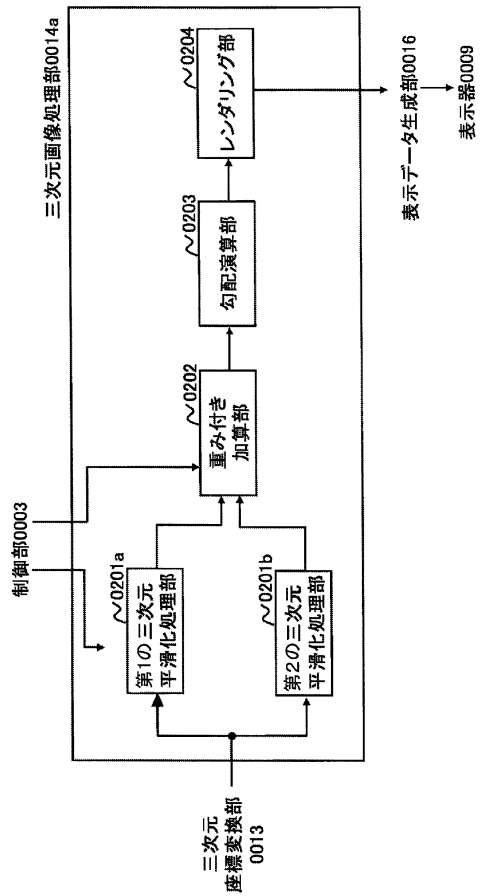 三次元画像処理部0014a
制御部0003
三次元
座標変換部
0013
0201a
第1の三次元
平滑化処理部
0201b
第2の三次元
平滑化処理部
0202
重み付き
加算部
0203
勾配演算部
0204
レンダリング部
表示データ生成部0016
表示器0009